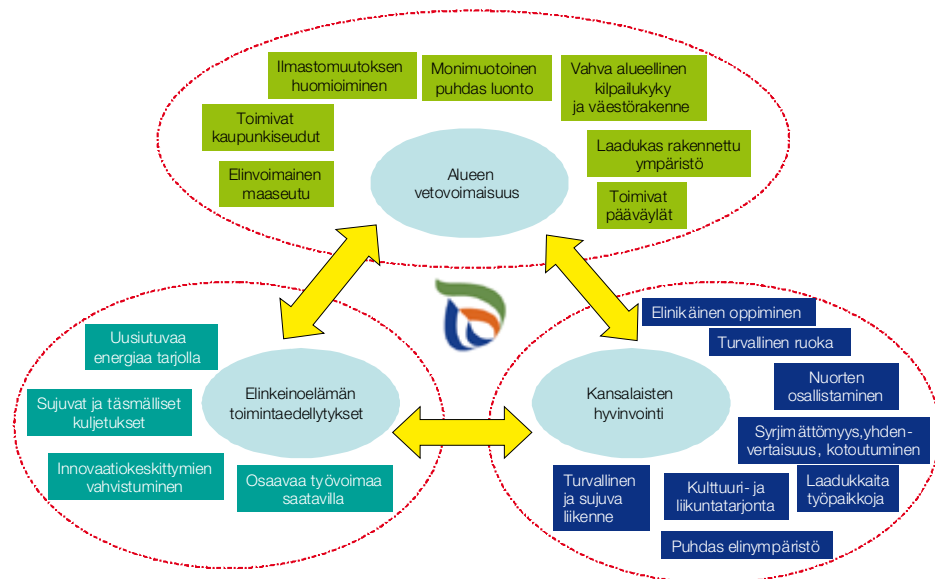 Ilmastomuutoksen
huomioiminen
Monimuotoinen
puhdas luonto
Vahva alueellinen
kilpailukyky
ja väestörakenne
Toimivat
kaupunkiseudut
Laadukas rakennettu
ympäristö
Elinvoimainen
maaseutu
Alueen
vetovoimaisuus
Toimivat
pääväylät
Uusiutuvaa
energiaa tarjolla
Sujuvat ja täsmälliset
kuljetukset
Innovaatiokeskittymien
vahvistuminen
Osaavaa työvoimaa
saatavilla
Elinkeinoelämän
toimintaedellytykset
Kansalaisten
hyvinvointi
Elinikäinen oppiminen
Turvallinen ruoka
Nuorten
osallistaminen
Syrjimättömyys,yhden-
vertaisuus, kotoutuminen
Laadukkaita
työpaikkoja
Kulttuuri- ja
liikuntatarjonta
Turvallinen
ja sujuva
liikenne
Puhdas elinympäristö